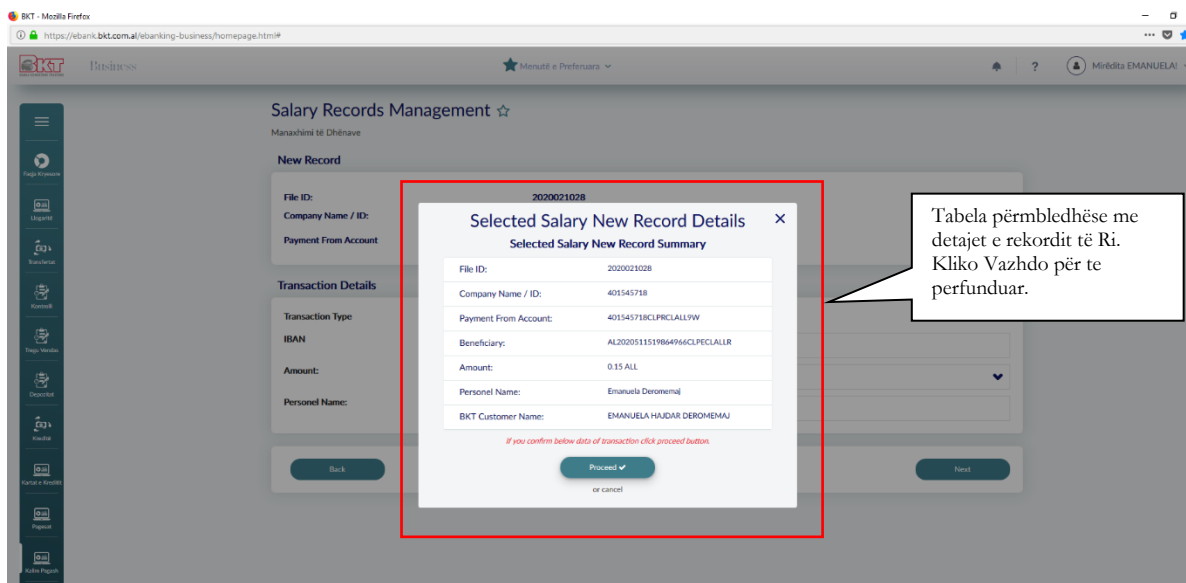 BKT - Mozilla Firefox
https://ebank.bkt.com.al/ebanking-business/homepage.html#
BKT Business Menutë e Preferuara ? Mirëdita EMANUELA!
Salary Records Management
Manaxhimi të Dhënave
New Record
File ID: 2020021028
Company Name / ID:
Payment From Account
Transaction Details
Transaction Type
IBAN
Amount:
Personel Name:
Back
Next
Faqja Kryesore
Llogaritë
Transfertat
Kontrolli
Depozitat
Kreditë
Kartat e Kreditit
Pagesat
Selected Salary New Record Details
Selected Salary New Record Summary
File ID: 2020021028
Company Name / ID: 401545718
Payment From Account: 401545718CLPRCLALL9W
Beneficiary: AL2020511519864966CLPECLALLR
Amount: 0.15 ALL
Personel Name: Emanuela Deromemaj
BKT Customer Name: EMANUELA HAJDAR DEROMEMAJ
If you confirm below data of transaction click proceed button.
Proceed
or cancel
Tabela përmbledhëse me
detajet e rekordit të Ri.
Kliko Vazhdo për te
perfunduar.